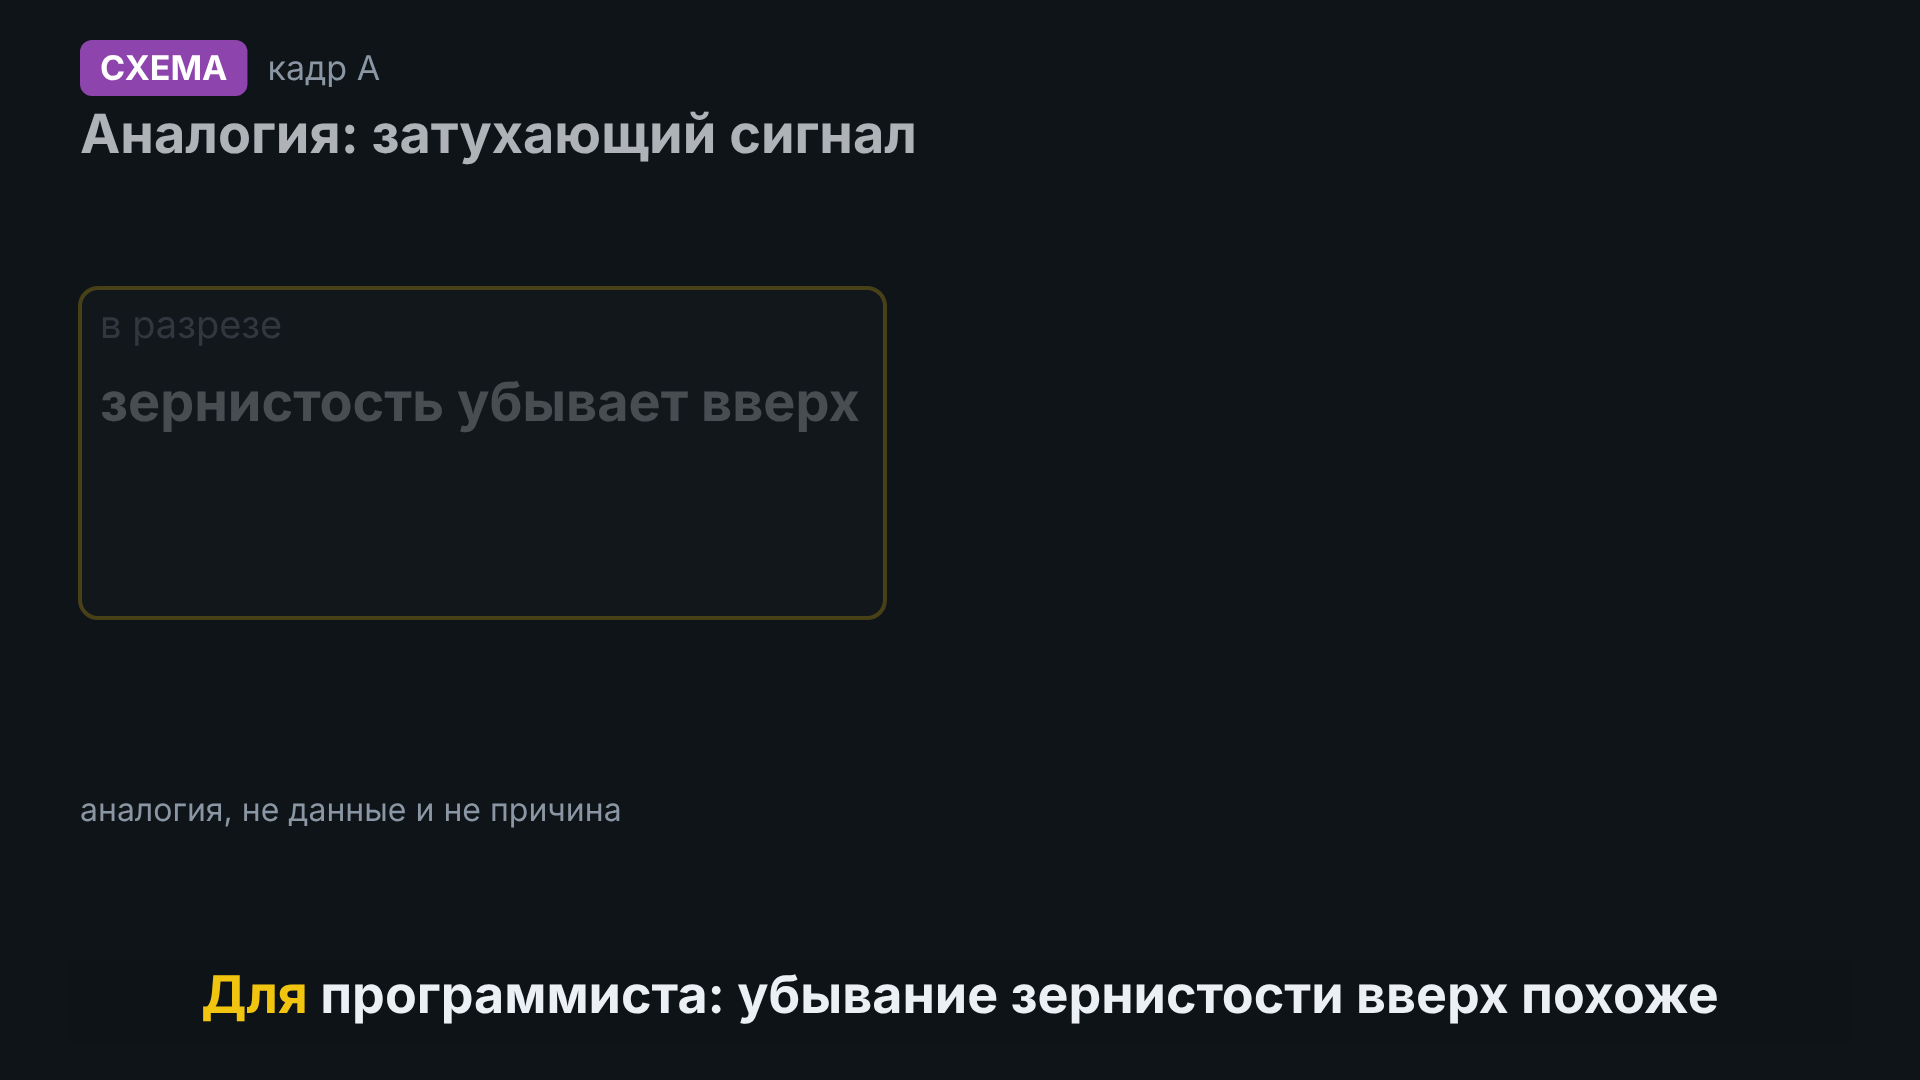 СХЕМА кадр А
Аналогия: затухающий сигнал
в разрезе
зернистость убывает вверх
аналогия, не данные и не причина
Для программиста: убывание зернистости вверх похоже